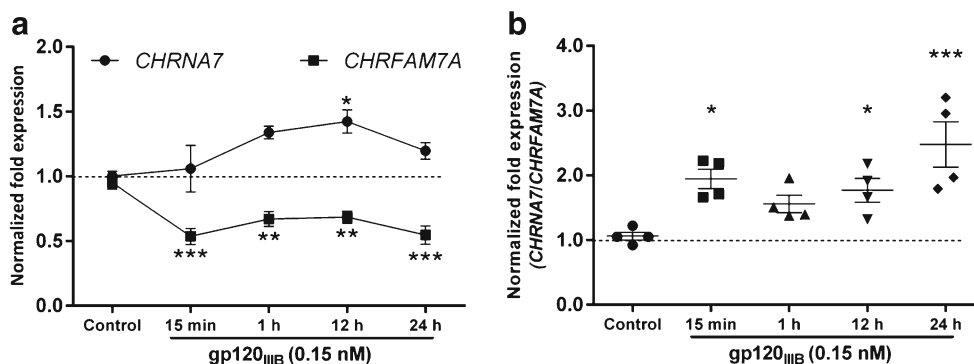 a
Normalized fold expression
2.0
1.5
1.0
0.5
0.0
CHRNA7
CHRFAM7A
*
***
**
**
***
Control
15 min
1 h
12 h
24 h
gp120IIIB (0.15 nM)
b
Normalized fold expression
(CHRNA7/CHRFAM7A)
4.0
3.0
2.0
1.0
0.0
*
*
***
Control
15 min
1 h
12 h
24 h
gp120IIIB (0.15 nM)